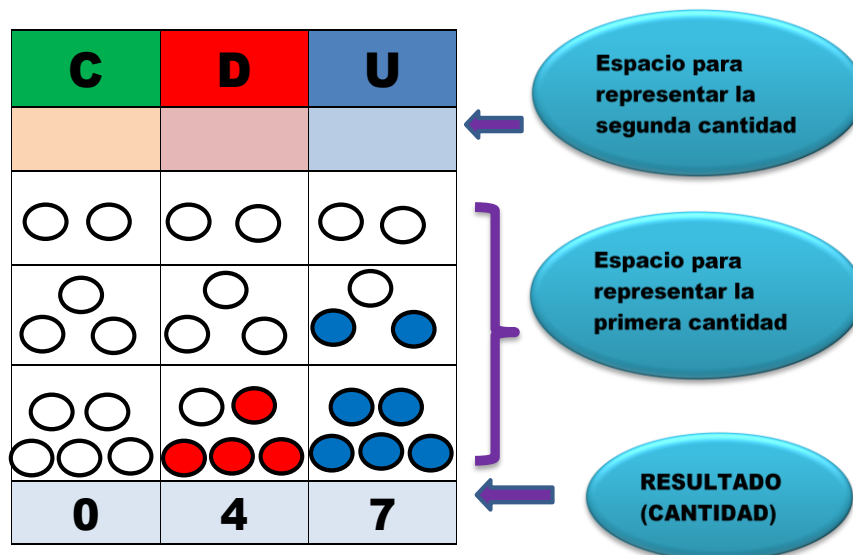 C D U
Espacio para
representar la
segunda cantidad
Espacio para
representar la
primera cantidad
0 4 7
RESULTADO
(CANTIDAD)